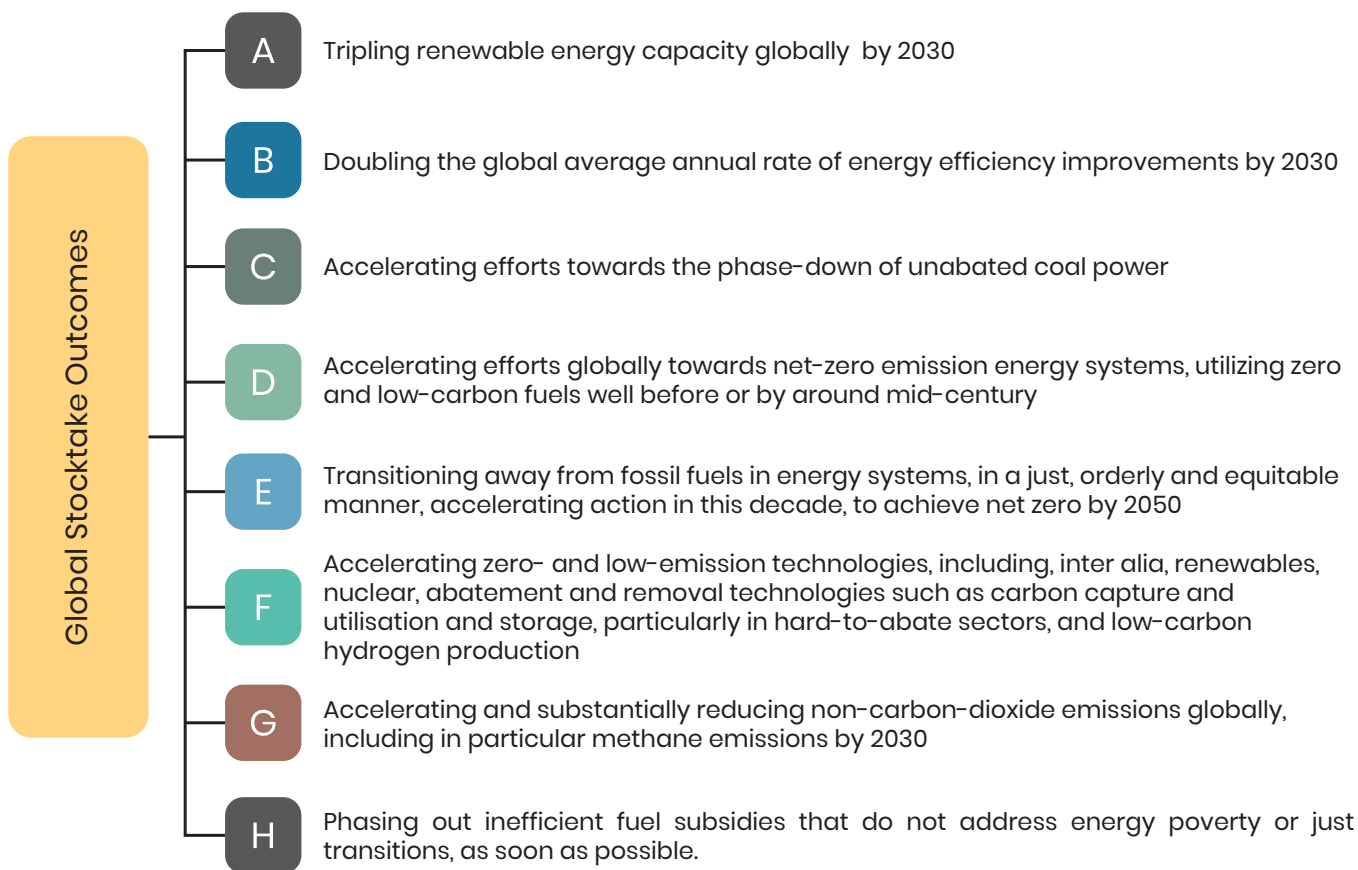 Global Stocktake Outcomes
A
Tripling renewable energy capacity globally by 2030
B
Doubling the global average annual rate of energy efficiency improvements by 2030
C
Accelerating efforts towards the phase-down of unabated coal power
D
Accelerating efforts globally towards net-zero emission energy systems, utilizing zero
and low-carbon fuels well before or by around mid-century
E
Transitioning away from fossil fuels in energy systems, in a just, orderly and equitable
manner, accelerating action in this decade, to achieve net zero by 2050
F
Accelerating zero- and low-emission technologies, including, inter alia, renewables,
nuclear, abatement and removal technologies such as carbon capture and
utilisation and storage, particularly in hard-to-abate sectors, and low-carbon
hydrogen production
G
Accelerating and substantially reducing non-carbon-dioxide emissions globally,
including in particular methane emissions by 2030
H
Phasing out inefficient fuel subsidies that do not address energy poverty or just
transitions, as soon as possible.